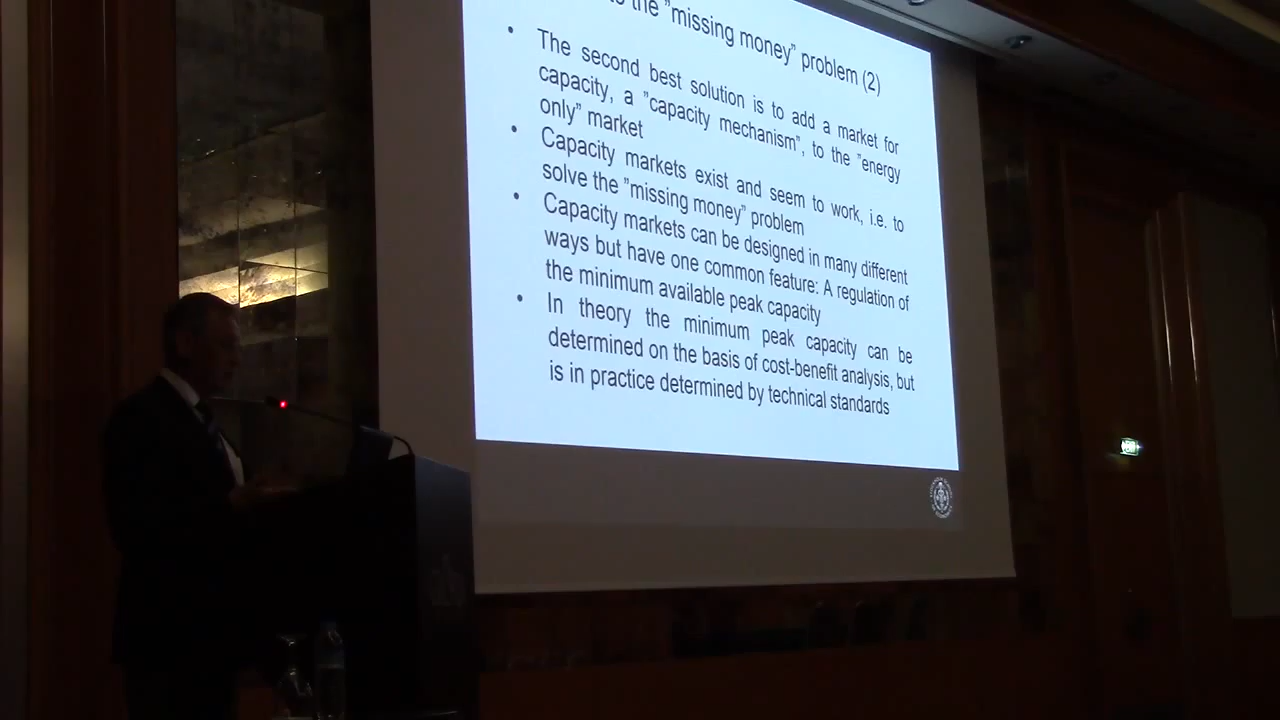 the "missing money" problem (2)
• The second best solution is to add a market for
capacity, a "capacity mechanism", to the "energy
only" market
• Capacity markets exist and seem to work, i.e. to
solve the "missing money" problem
• Capacity markets can be designed in many different
ways but have one common feature: A regulation of
the minimum available peak capacity
• In theory the minimum peak capacity can be
determined on the basis of cost-benefit analysis, but
is in practice determined by technical standards